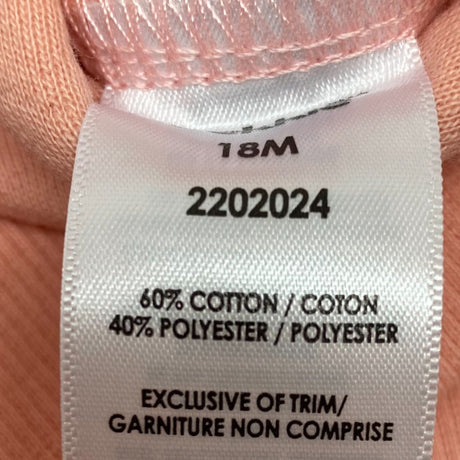 18M
2202024
60% COTTON / COTON
40% POLYESTER / POLYESTER
EXCLUSIVE OF TRIM/
GARNITURE NON COMPRISE